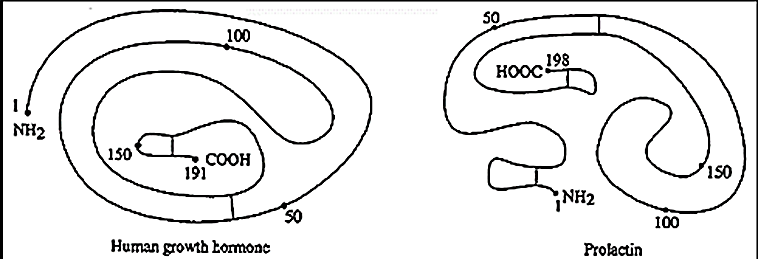 100
1
NH2
150
COOH
191
50
Human growth hormone
50
198
HOOC
150
NH2
1
100
Prolactin